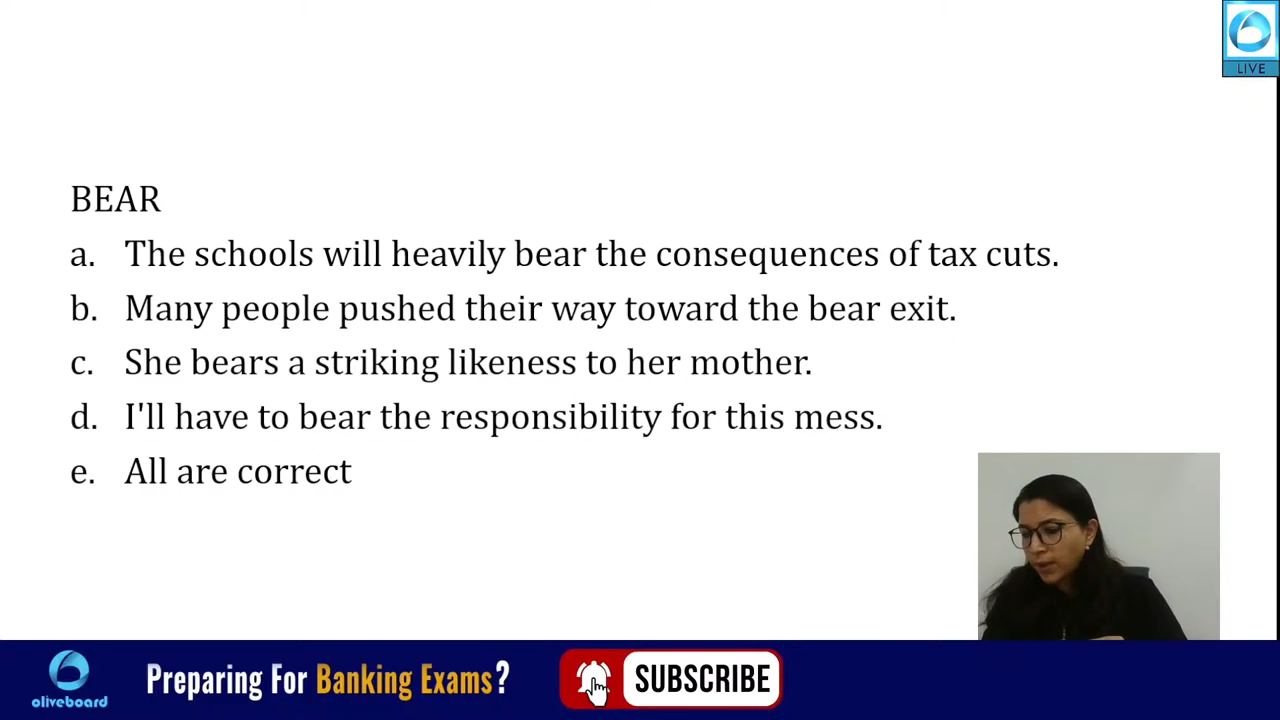 LIVE
BEAR
a. The schools will heavily bear the consequences of tax cuts.
b. Many people pushed their way toward the bear exit.
c. She bears a striking likeness to her mother.
d. I'll have to bear the responsibility for this mess.
e. All are correct
oliveboard
Preparing For Banking Exams?
SUBSCRIBE